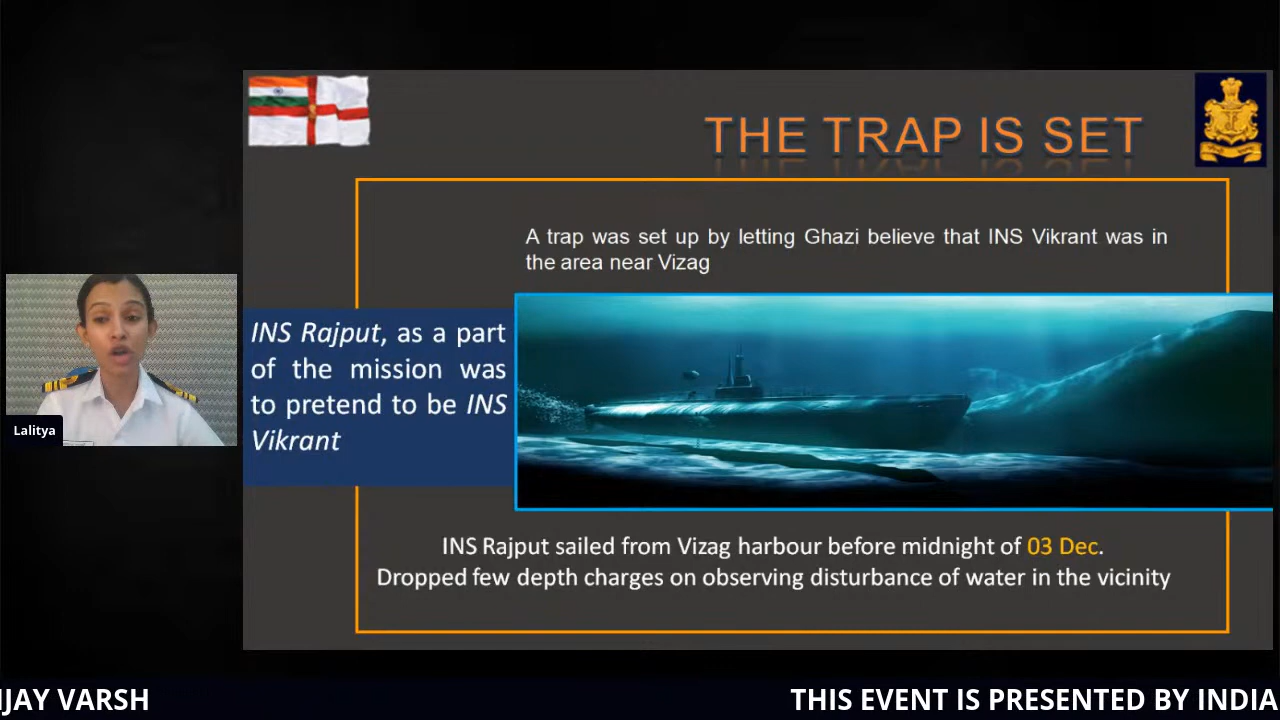 THE TRAP IS SET
A trap was set up by letting Ghazi believe that INS Vikrant was in
the area near Vizag
INS Rajput, as a part
of the mission was
to pretend to be INS
Vikrant
Lalitya
INS Rajput sailed from Vizag harbour before midnight of 03 Dec.
Dropped few depth charges on observing disturbance of water in the vicinity
IJAY VARSH
THIS EVENT IS PRESENTED BY INDIA